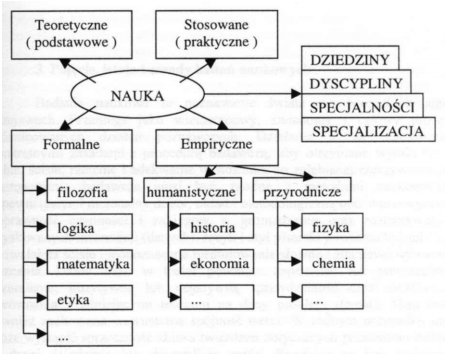 Teoretyczne
( podstawowe )
Stosowane
( praktyczne )
NAUKA
DZIEDZINY
DYSCYPLINY
SPECJALNOŚCI
SPECJALIZACJA
Formalne
Empiryczne
filozofia
logika
matematyka
etyka
...
humanistyczne
historia
ekonomia
...
przyrodnicze
fizyka
chemia
...